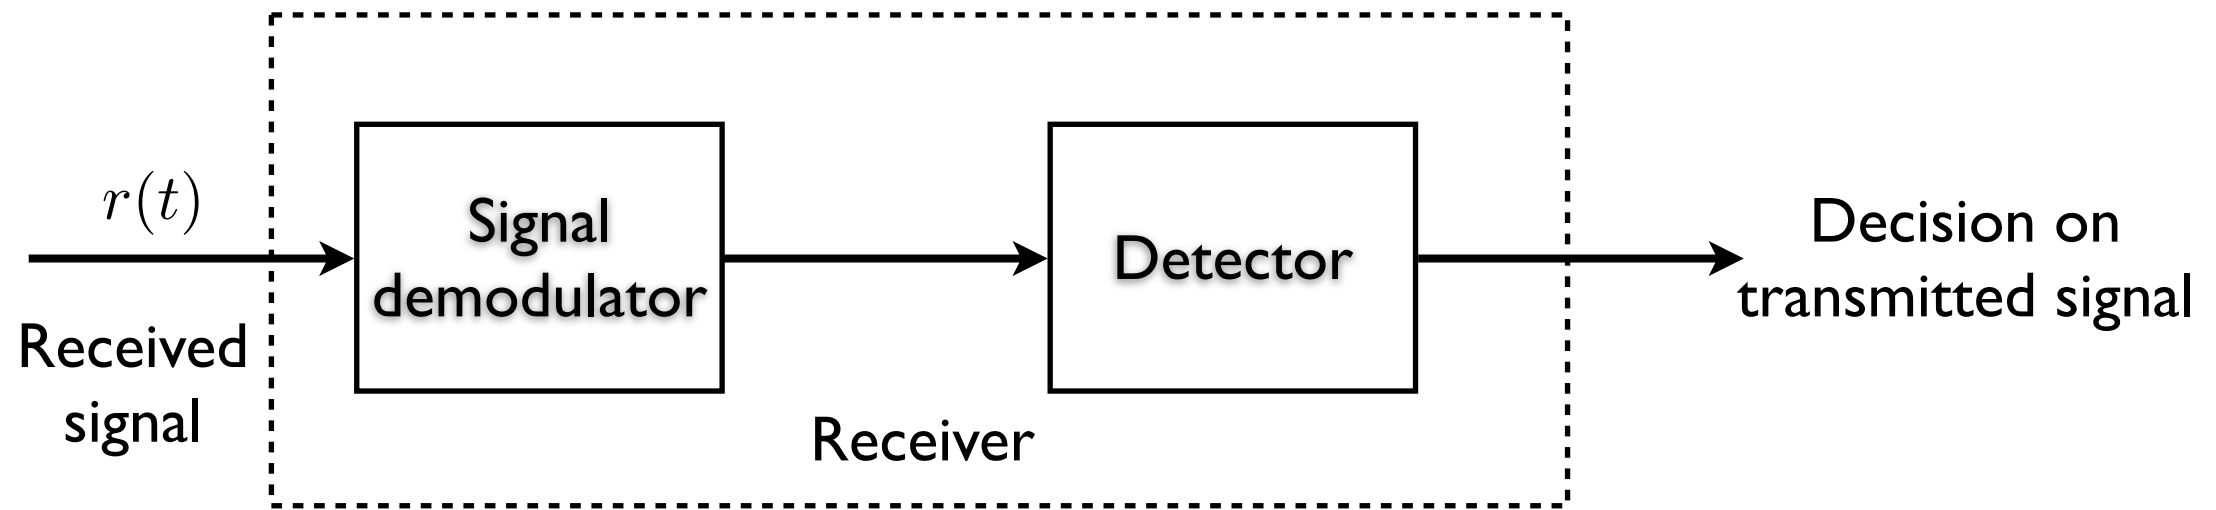 r(t)
Received
signal
Signal
demodulator
Receiver
Detector
Decision on
transmitted signal